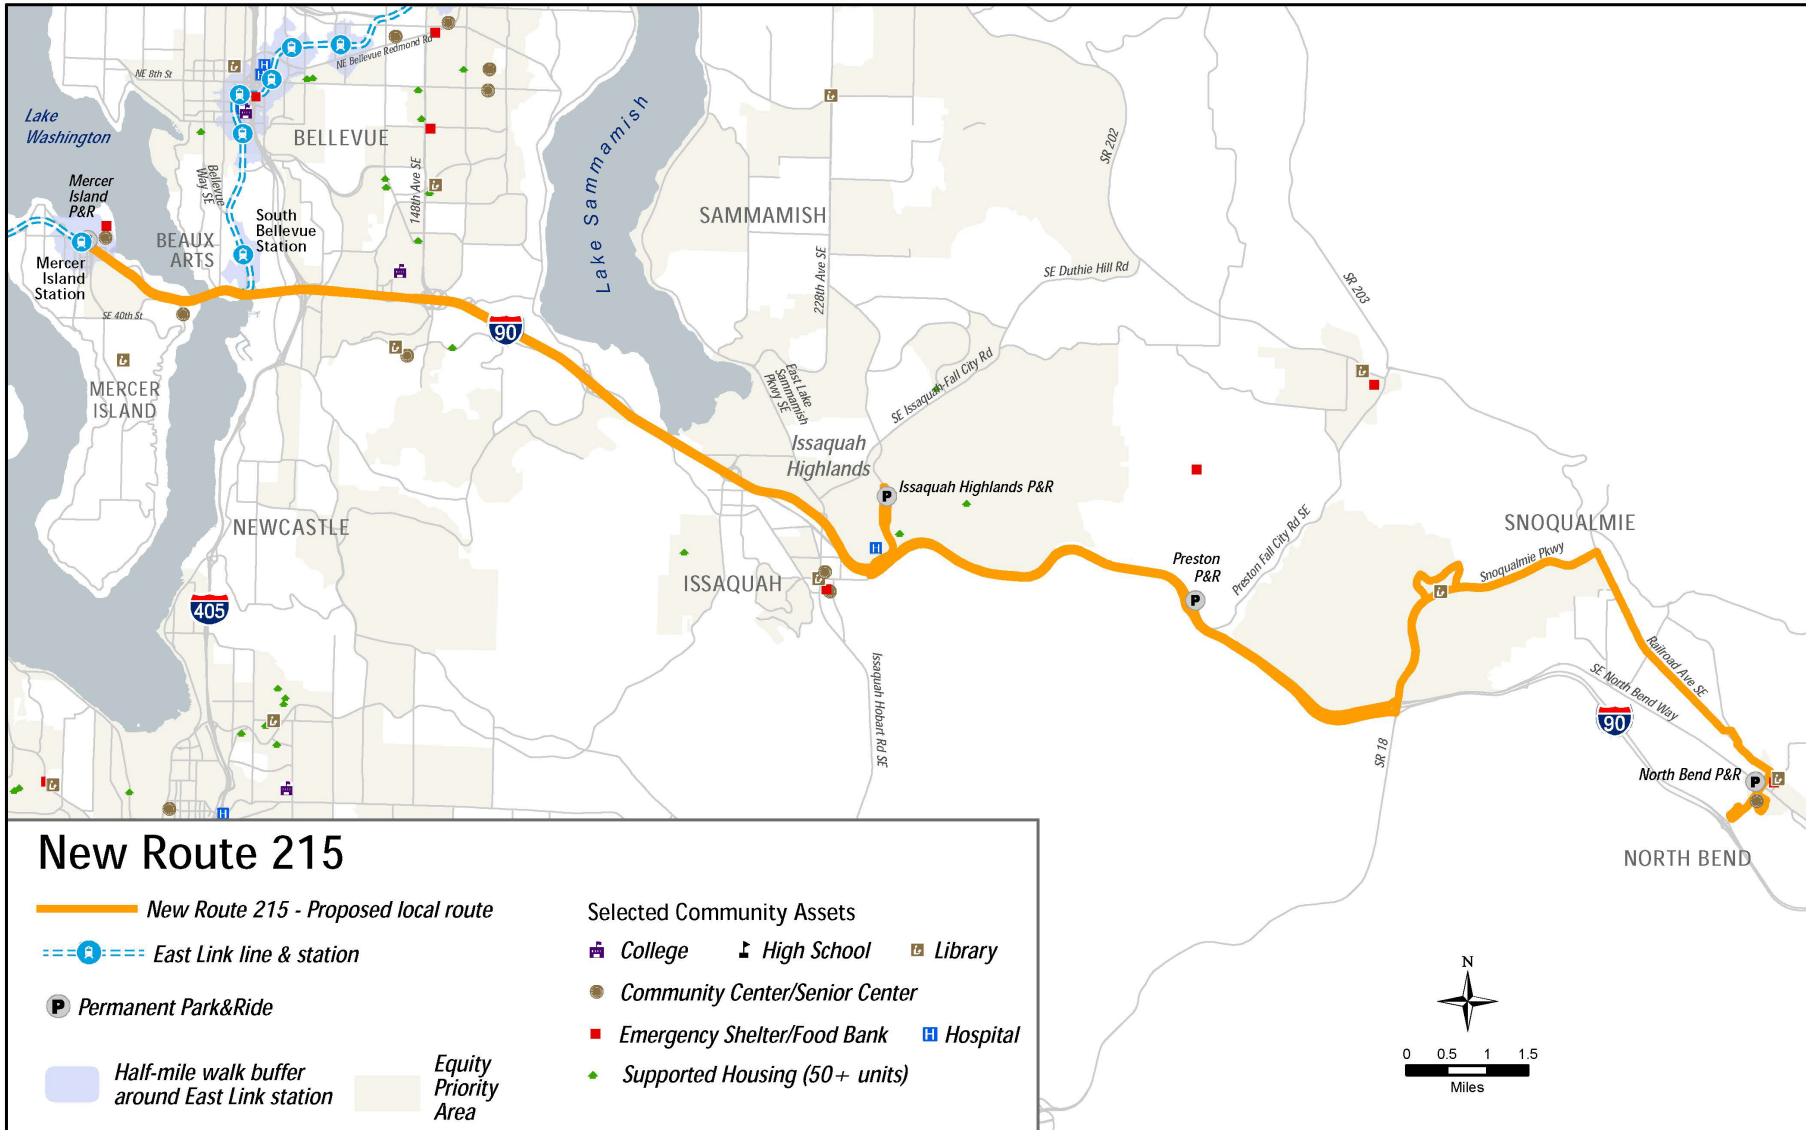 NE 8th St
NE Bellevue Redmond Rd
Lake
Washington
BELLEVUE
Lake Sammamish
SR 202
Mercer
Island
P&R
Bellevue
Way SE
148th Ave SE
South
Bellevue
Station
BEAUX
ARTS
SAMMAMISH
228th Ave SE
SE Duthie Hill Rd
SR 203
Mercer
Island
Station
SE 40th St
90
MERCER
ISLAND
East Lake
Sammamish
Pkwy SE
SE Issaquah-Fall City Rd
Issaquah
Highlands
P
Issaquah Highlands P&R
NEWCASTLE
H
ISSAQUAH
405
Preston
P&R
P
Preston Fall City Rd SE
SNOQUALMIE
Snoqualmie Pkwy
Issaquah Hobart Rd SE
Railroad Ave SE
SE North Bend Way
90
SR 18
North Bend P&R
P
NORTH BEND
New Route 215
New Route 215 - Proposed local route
East Link line & station
P Permanent Park&Ride
Half-mile walk buffer
around East Link station
Equity
Priority
Area
Selected Community Assets
College
High School
Library
Community Center/Senior Center
Emergency Shelter/Food Bank
H Hospital
Supported Housing (50+ units)
N
0 0.5 1 1.5
Miles